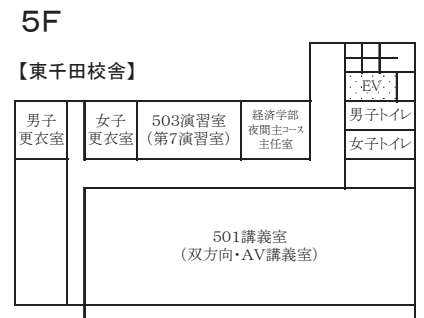 5F
【東千田校舎】
EV
男子
更衣室
女子
更衣室
503演習室
(第7演習室)
経済学部
夜間主コース
主任室
男子トイレ
女子トイレ
501講義室
(双方向・AV講義室)